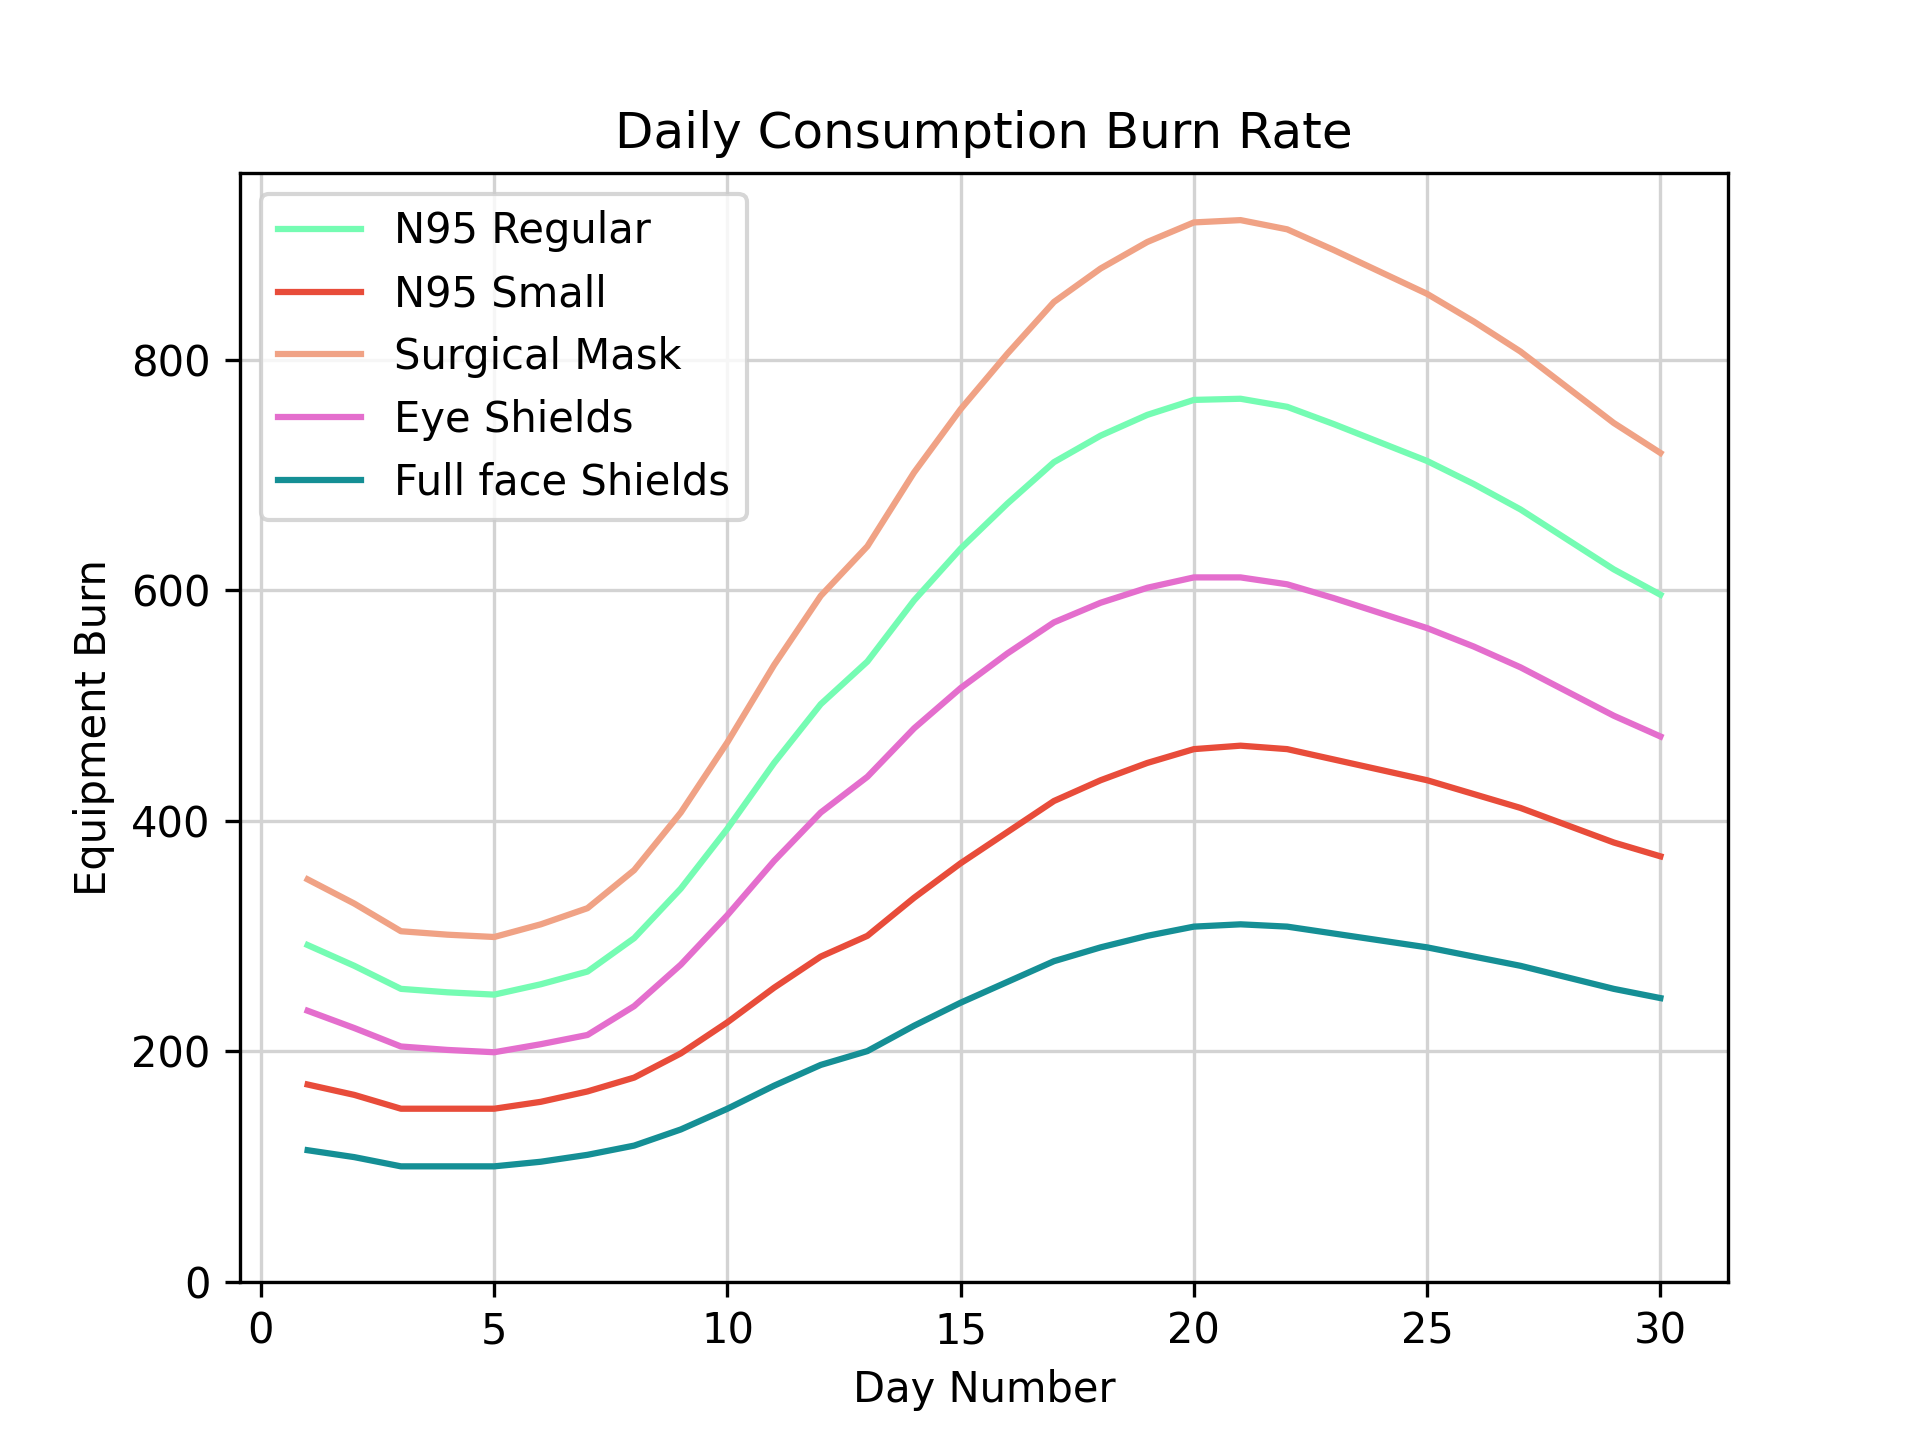 Daily Consumption Burn Rate
N95 Regular
N95 Small
Surgical Mask
Eye Shields
Full face Shields
800
600
400
200
0
Equipment Burn
0 5 10 15 20 25 30
Day Number